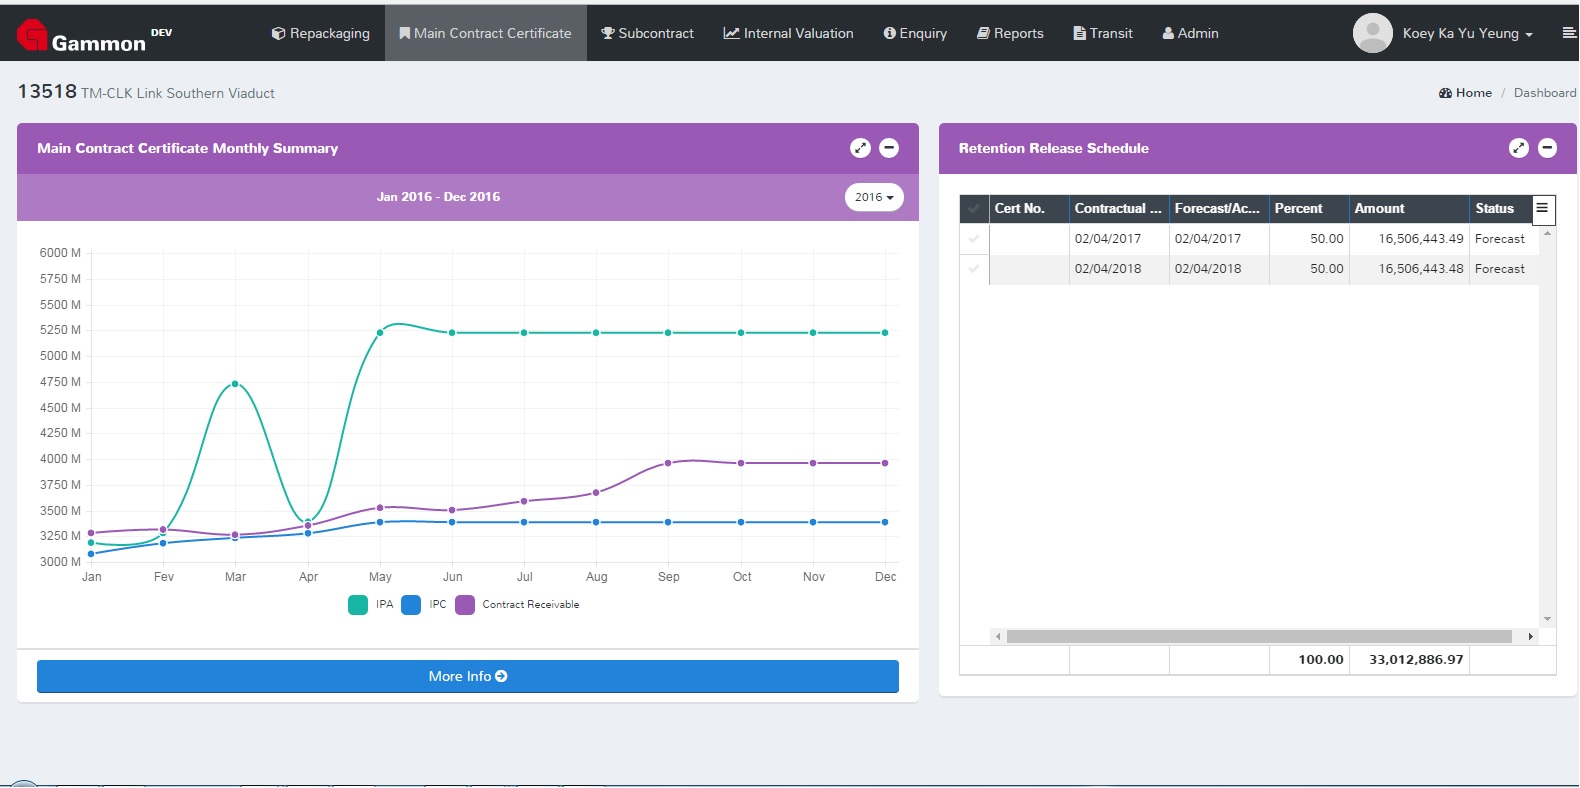 Gammon DEV Repackaging Main Contract Certificate Subcontract Internal Valuation Enquiry Reports Transit Admin Koey Ka Yu Yeung
13518 TM-CLK Link Southern Viaduct
Home / Dashboard
Main Contract Certificate Monthly Summary
Jan 2016 - Dec 2016
2016
6000 M
5750 M
5500 M
5250 M
5000 M
4750 M
4500 M
4250 M
4000 M
3750 M
3500 M
3250 M
3000 M
Jan Fev Mar Apr May Jun Jul Aug Sep Oct Nov Dec
IPA IPC Contract Receivable
More Info
Retention Release Schedule
Cert No. Contractual ... Forecast/Ac... Percent Amount Status
02/04/2017 02/04/2017 50.00 16,506,443.49 Forecast
02/04/2018 02/04/2018 50.00 16,506,443.48 Forecast
100.00 33,012,886.97